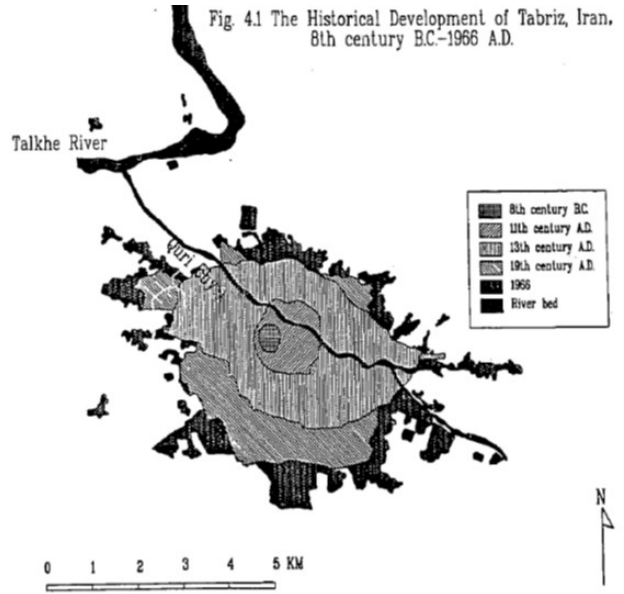 Fig. 4.1 The Historical Development of Tabriz, Iran.
8th century B.C.-1966 A.D.
Talkhe River
Quri
8th century B.C.
11th century A.D.
13th century A.D.
19th century A.D.
1966
River bed
N
0 1 2 3 4 5 KM